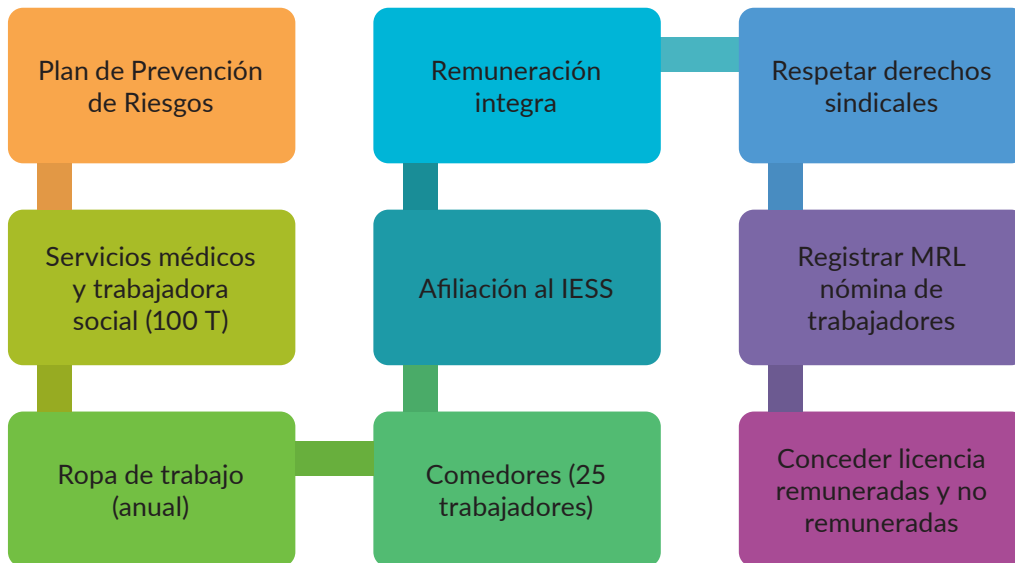 Plan de Prevención
de Riesgos
Servicios médicos
y trabajadora
social (100 T)
Ropa de trabajo
(anual)
Comedores (25
trabajadores)
Afiliación al IESS
Remuneración
integra
Respetar derechos
sindicales
Registrar MRL
nómina de
trabajadores
Conceder licencia
remuneradas y no
remuneradas